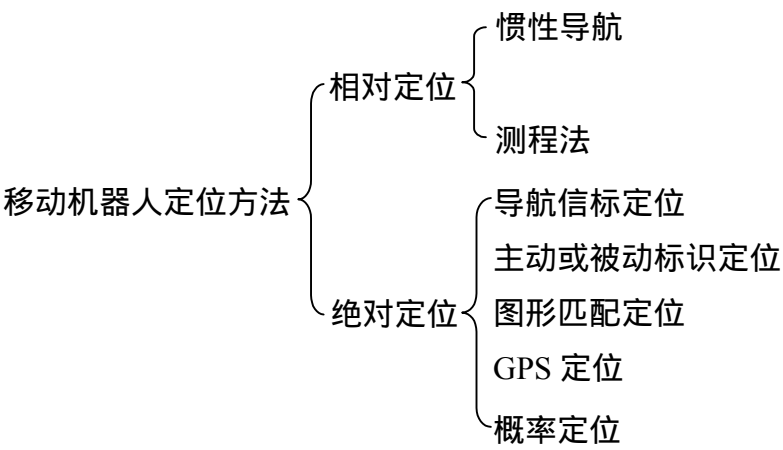 移动机器人定位方法
相对定位
惯性导航
测程法
绝对定位
导航信标定位
主动或被动标识定位
图形匹配定位
GPS 定位
概率定位